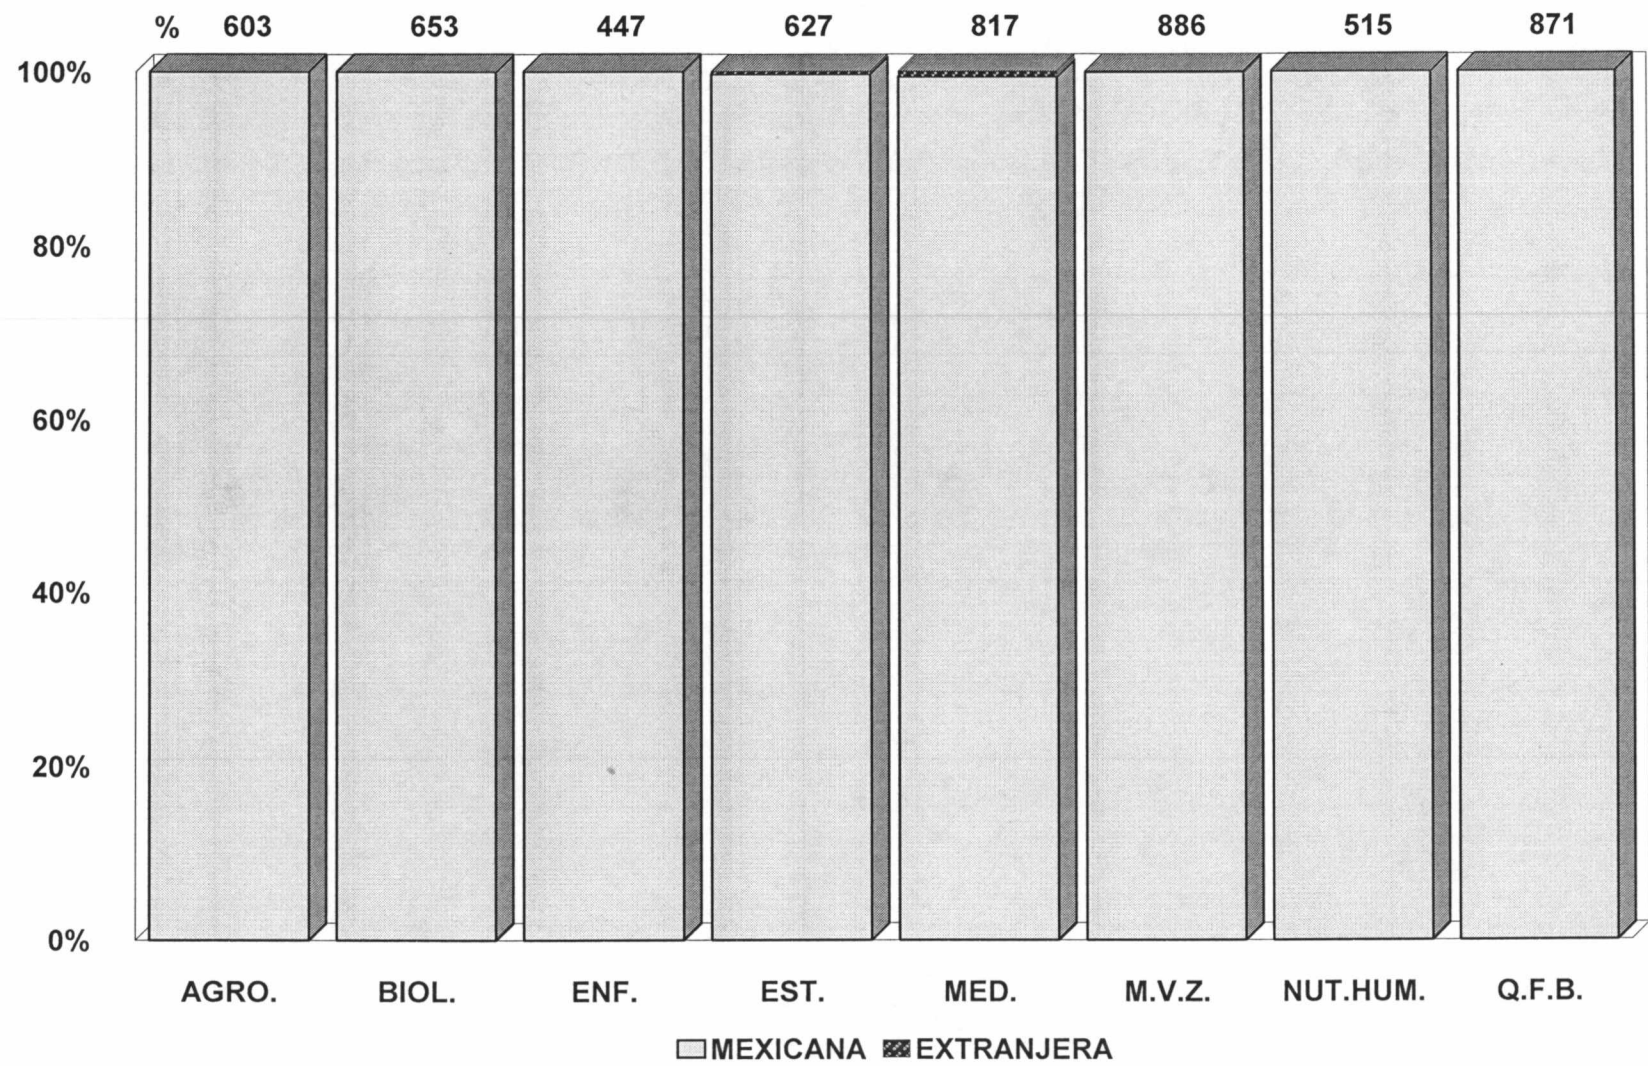 % 603 653 447 627 817 886 515 871
100%
80%
60%
40%
20%
0%
AGRO. BIOL. ENF. EST. MED. M.V.Z. NUT.HUM. Q.F.B.
MEXICANA EXTRANJERA